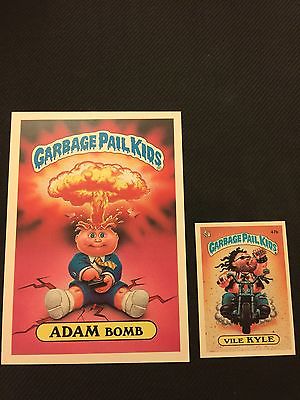 GARBAGE PAIL KIDS
ADAM BOMB
47b
GARBAGE PAIL KIDS
VILE KYLE